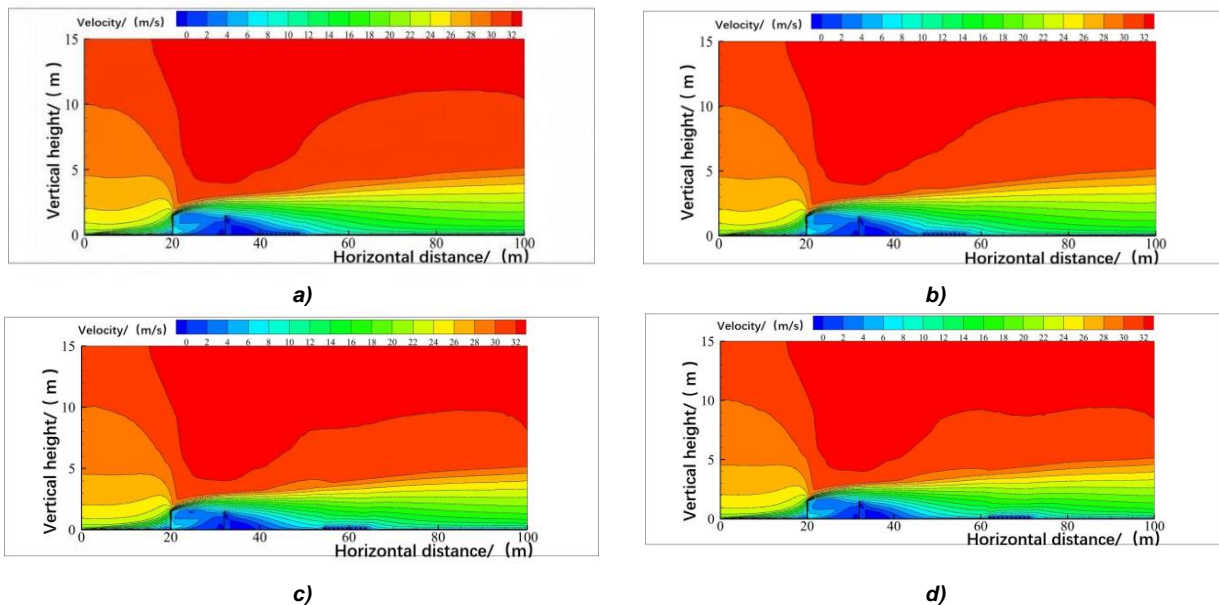 Velocity/ (m/s)
0 2 4 6 8 10 12 14 16 18 20 22 24 26 28 30 32
15
10
5
0
Vertical height/ ( m )
0 20 40 60 80 100
Horizontal distance/ (m)
a)
Velocity/ (m/s)
0 2 4 6 8 10 12 14 16 18 20 22 24 26 28 30 32
15
10
5
0
Vertical height/ ( m )
0 20 40 60 80 100
Horizontal distance/ (m)
b)
Velocity/ (m/s)
0 2 4 6 8 10 12 14 16 18 20 22 24 26 28 30 32
15
10
5
0
Vertical height/ ( m )
0 20 40 60 80 100
Horizontal distance/ (m)
c)
Velocity/ (m/s)
0 2 4 6 8 10 12 14 16 18 20 22 24 26 28 30 32
15
10
5
0
Vertical height/ ( m )
0 20 40 60 80 100
Horizontal distance/ (m)
d)